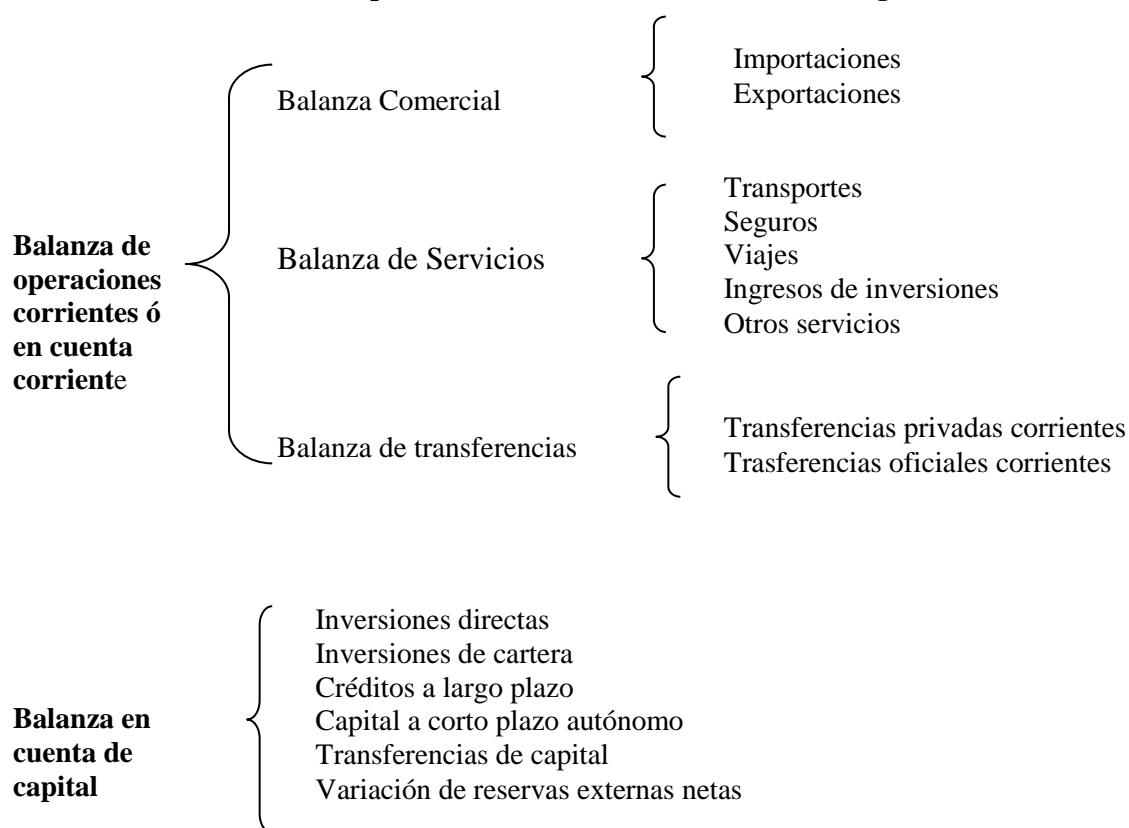 Balanza de
operaciones
corrientes ó
en cuenta
corriente
Balanza Comercial
Importaciones
Exportaciones
Balanza de Servicios
Transportes
Seguros
Viajes
Ingresos de inversiones
Otros servicios
Balanza de transferencias
Transferencias privadas corrientes
Trasferencias oficiales corrientes
Balanza en
cuenta de
capital
Inversiones directas
Inversiones de cartera
Créditos a largo plazo
Capital a corto plazo autónomo
Transferencias de capital
Variación de reservas externas netas